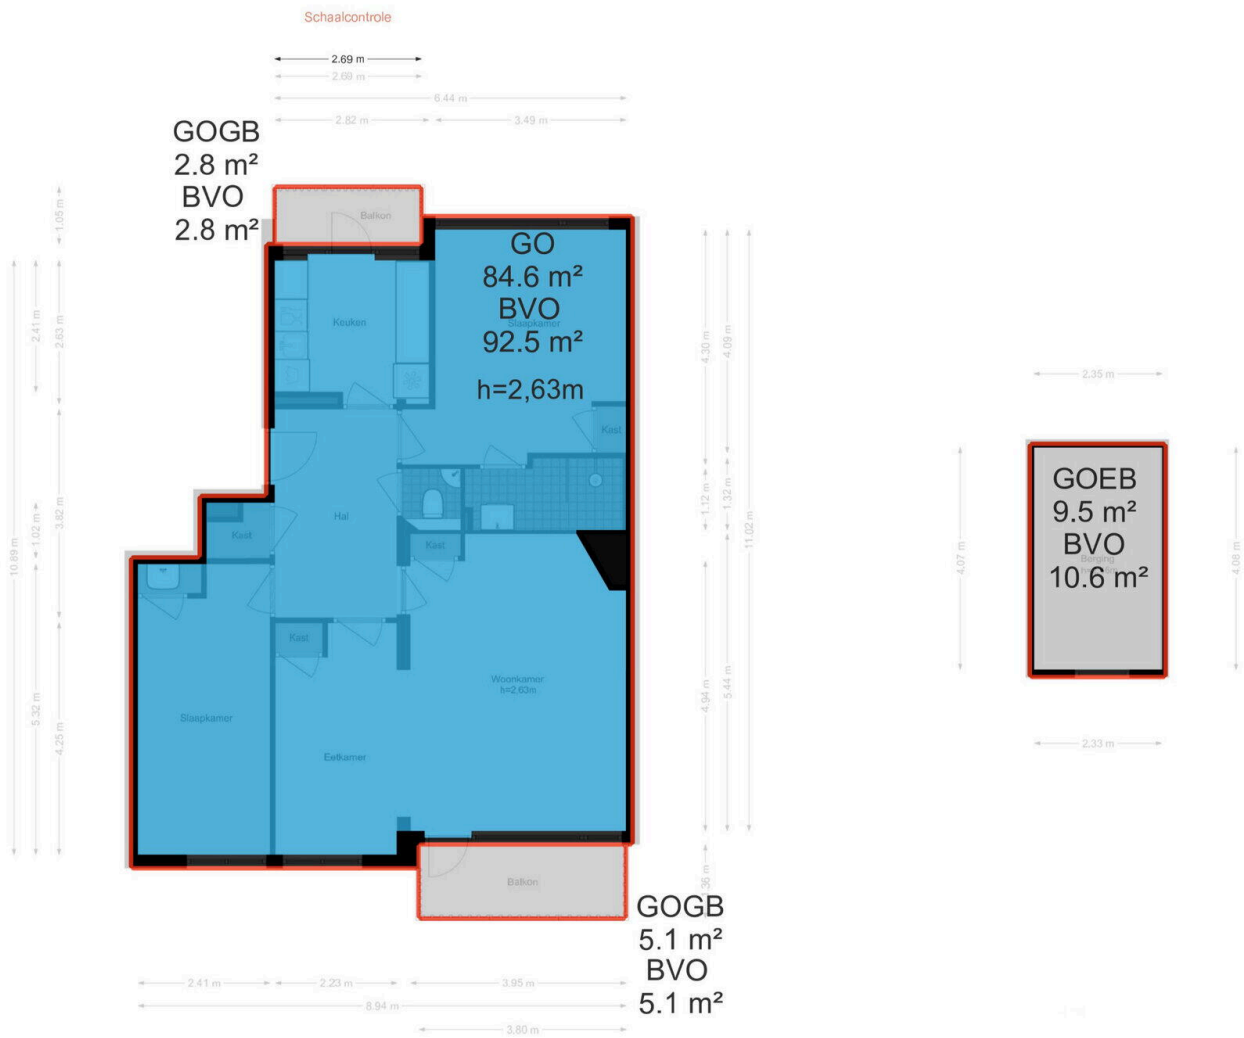 Schaalcontrole
2.69 m
2.69 m
6.44 m
2.82 m
3.49 m
GOGB
2.8 m²
BVO
2.8 m²
Balkon
1.05 m
GO
84.6 m²
BVO
92.5 m²
Slaapkamer
h=2,63m
Keuken
2.41 m
2.63 m
4.30 m
4.09 m
Kast
2.35 m
GOEB
9.5 m²
BVO
Berging
10.6 m²
4.07 m
4.08 m
2.33 m
1.12 m
1.32 m
11.02 m
10.89 m
1.02 m
3.82 m
Hal
Kast
Kast
Kast
Woonkamer
h=2,63m
Slaapkamer
Eetkamer
5.32 m
4.25 m
4.94 m
5.44 m
Balkon
1.36 m
GOGB
5.1 m²
BVO
5.1 m²
2.41 m
2.23 m
3.95 m
8.94 m
3.80 m